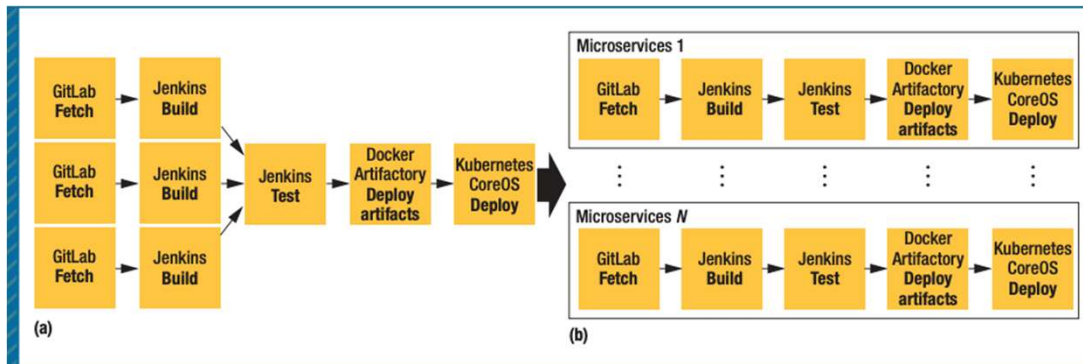 GitLab
Fetch
Jenkins
Build
GitLab
Fetch
Jenkins
Build
GitLab
Fetch
Jenkins
Build
Jenkins
Test
Docker
Artifactory
Deploy
artifacts
Kubernetes
CoreOS
Deploy
(a)
Microservices 1
GitLab
Fetch
Jenkins
Build
Jenkins
Test
Docker
Artifactory
Deploy
artifacts
Kubernetes
CoreOS
Deploy
Microservices N
GitLab
Fetch
Jenkins
Build
Jenkins
Test
Docker
Artifactory
Deploy
artifacts
Kubernetes
CoreOS
Deploy
(b)